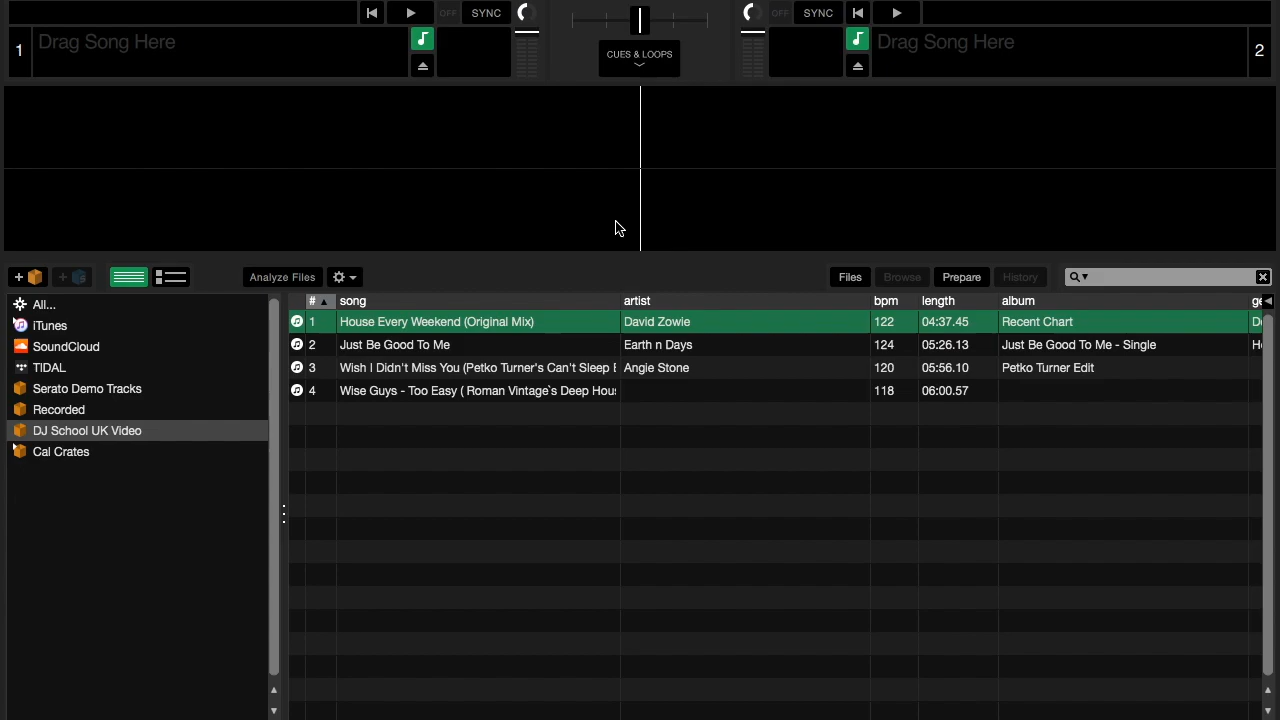 OFF SYNC OFF SYNC
1 Drag Song Here CUES & LOOPS Drag Song Here 2
Analyze Files Files Browse Prepare History
All...
iTunes
SoundCloud
TIDAL
Serato Demo Tracks
Recorded
DJ School UK Video
Cal Crates
# song artist bpm length album
1 House Every Weekend (Original Mix) David Zowie 122 04:37.45 Recent Chart
2 Just Be Good To Me Earth n Days 124 05:26.13 Just Be Good To Me - Single
3 Wish I Didn't Miss You (Petko Turner's Can't Sleep Angie Stone 120 05:56.10 Petko Turner Edit
4 Wise Guys - Too Easy ( Roman Vintage`s Deep 118 06:00.57